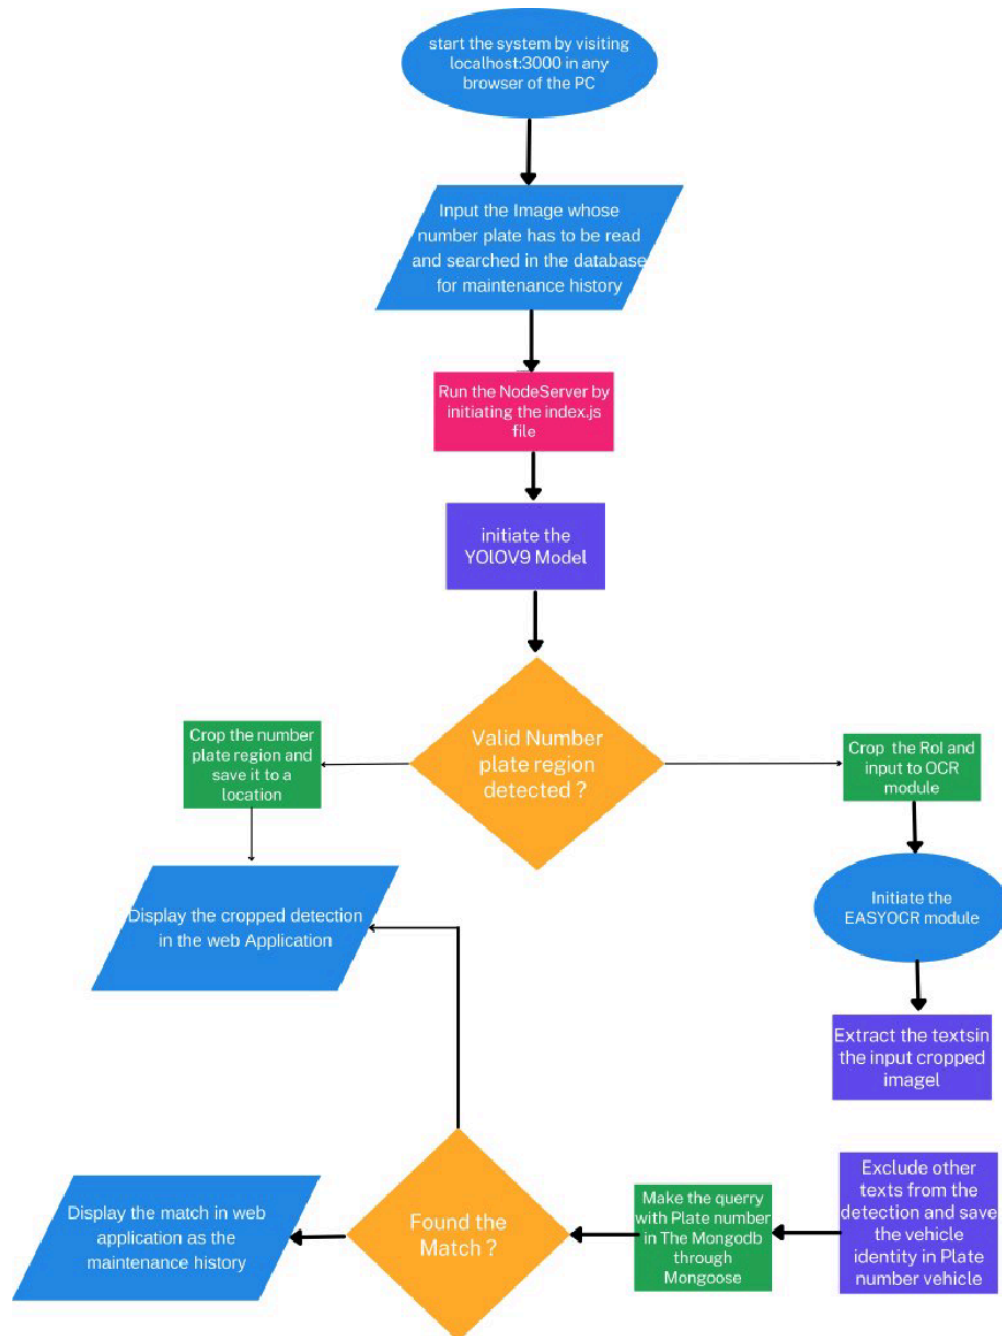 start the system by visiting
localhost:3000 in any
browser of the PC
Input the Image whose
number plate has to be read
and searched in the database
for maintenance history
Run the NodeServer by
initiating the index.js
file
initiate the
YOlOV9 Model
Valid Number
plate region
detected ?
Crop the number
plate region and
save it to a
location
Crop the RoI and
input to OCR
module
Display the cropped detection
in the web Application
Initiate the
EASYOCR module
Extract the textsin
the input cropped
imagel
Exclude other
texts from the
detection and save
the vehicle
identity in Plate
number vehicle
Make the querry
with Plate number
in The Mongodb
through
Mongoose
Found the
Match ?
Display the match in web
application as the
maintenance history